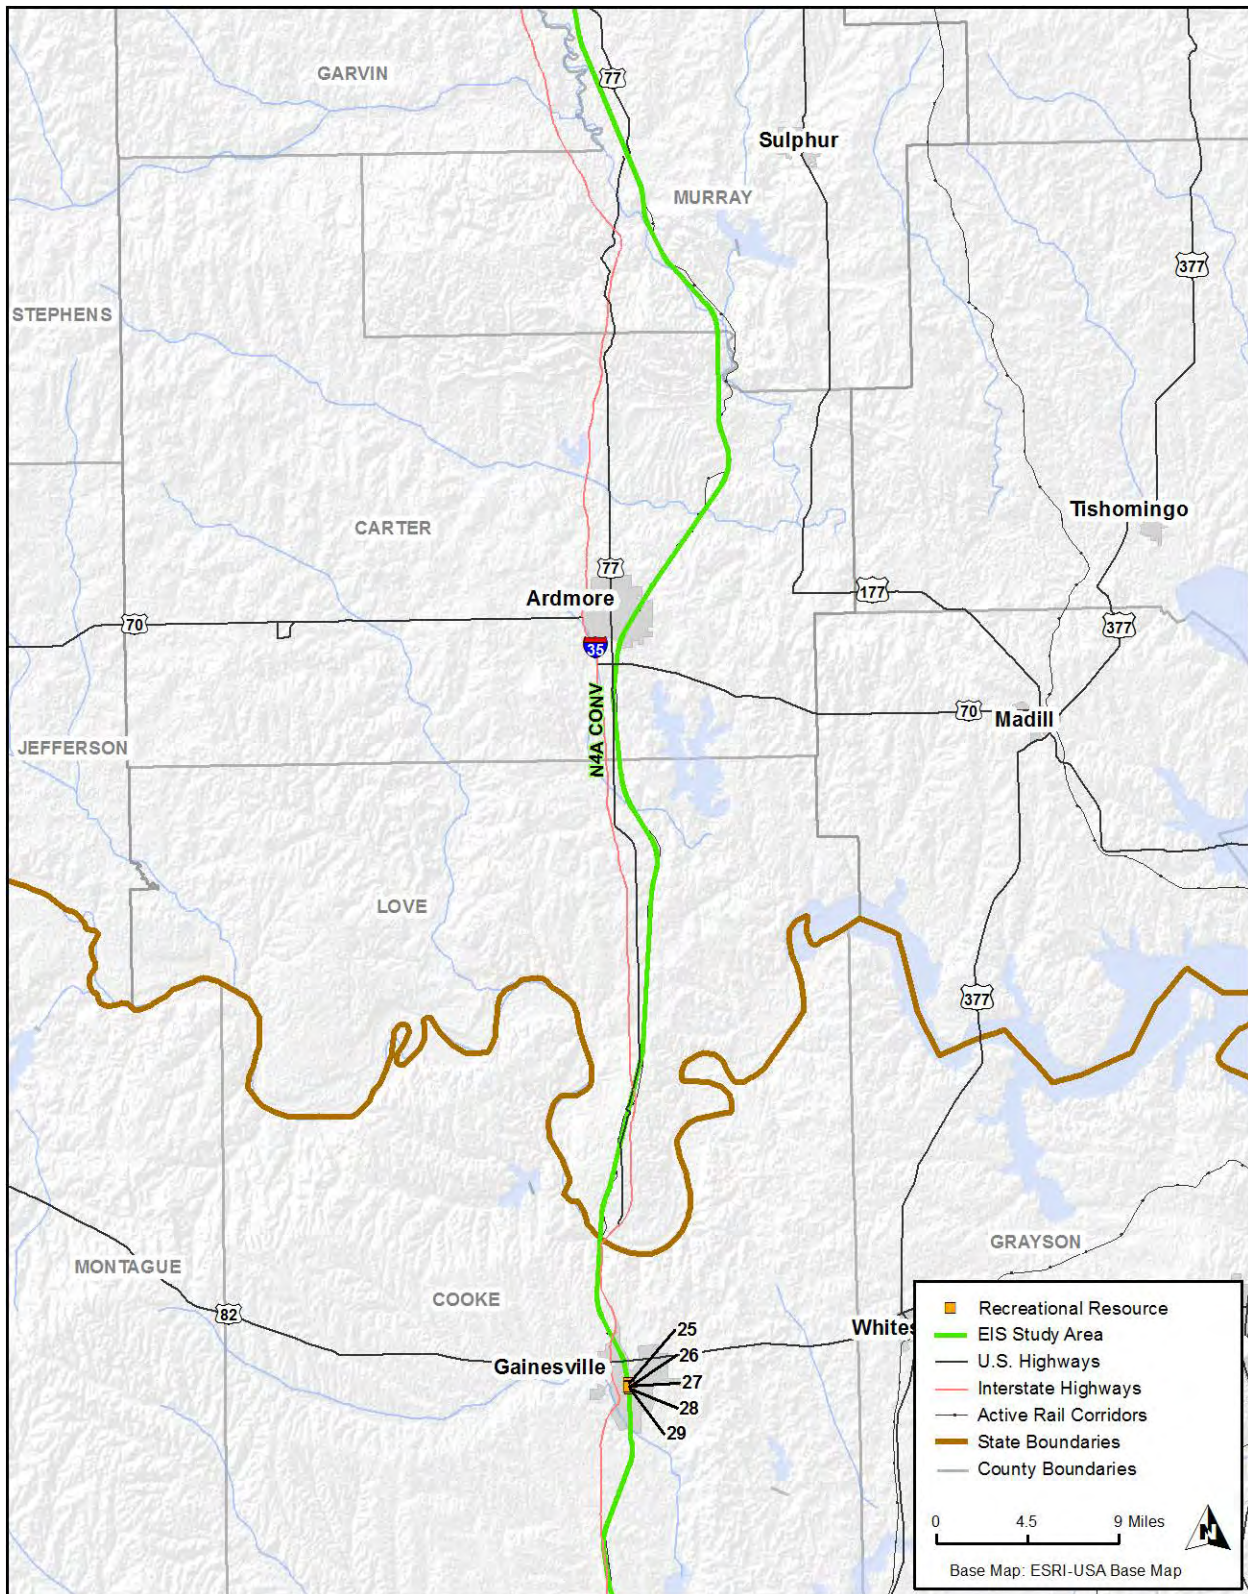 GARVIN
77
Sulphur
MURRAY
377
STEPHENS
Tishomingo
CARTER
77
177
Ardmore
70
377
35
N4A CONV
70
Madill
JEFFERSON
LOVE
377
GRAYSON
MONTAGUE
COOKE
82
Whites
25
26
Gainesville
27
28
29
Recreational Resource
EIS Study Area
U.S. Highways
Interstate Highways
Active Rail Corridors
State Boundaries
County Boundaries
0 4.5 9 Miles
N
Base Map: ESRI-USA Base Map